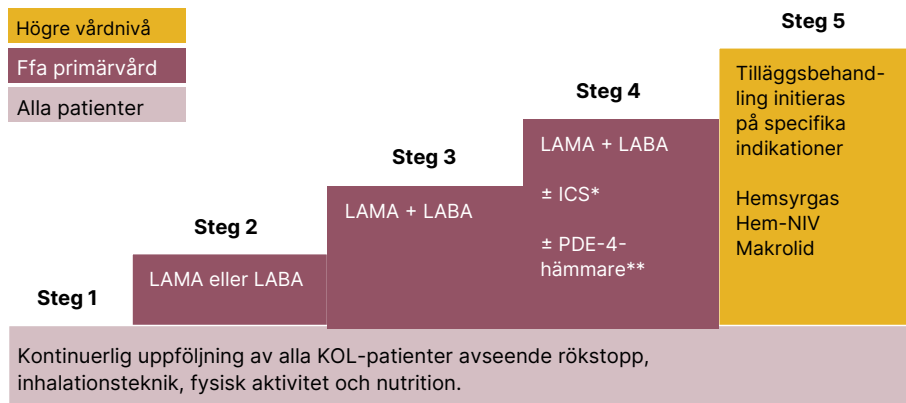 Högre vårdnivå
Ffa primärvård
Alla patienter
Steg 1
Steg 2
LAMA eller LABA
Steg 3
LAMA + LABA
Steg 4
LAMA + LABA
± ICS*
± PDE-4-
hämmare**
Steg 5
Tilläggsbehand-
ling initieras
på specifika
indikationer
Hemsyrgas
Hem-NIV
Makrolid
Kontinuerlig uppföljning av alla KOL-patienter avseende rökstopp,
inhalationsteknik, fysisk aktivitet och nutrition.